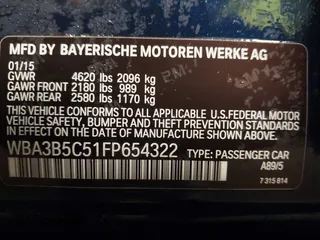 MFD BY BAYERISCHE MOTOREN WERKE AG
01/15
GVWR 4620 lbs 2096 kg
GAWR FRONT 2180 lbs 989 kg
GAWR REAR 2580 lbs 1170 kg
THIS VEHICLE CONFORMS TO ALL APPLICABLE U.S.FEDERAL MOTOR
VEHICLE SAFETY, BUMPER, AND THEFT PREVENTION STANDARDS IN
EFFECT ON THE DATE OF MANUFACTURE SHOWN ABOVE.
WBA3B5C51FP654322 TYPE: PASSENGER CAR
A89/5
7 315 814